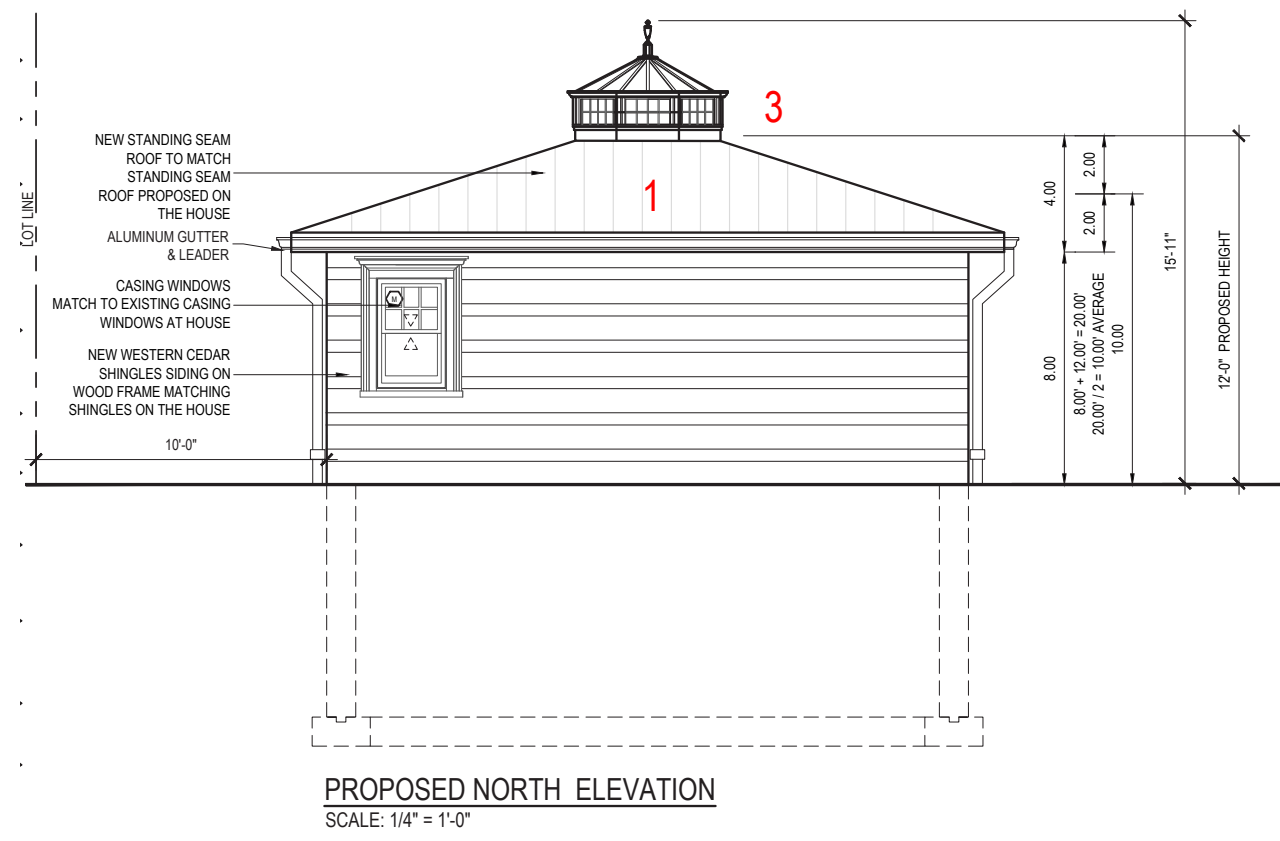 3
NEW STANDING SEAM
ROOF TO MATCH
STANDING SEAM
ROOF PROPOSED ON
THE HOUSE
1
ALUMINUM GUTTER
& LEADER
CASING WINDOWS
MATCH TO EXISTING CASING
WINDOWS AT HOUSE
M
NEW WESTERN CEDAR
SHINGLES SIDING ON
WOOD FRAME MATCHING
SHINGLES ON THE HOUSE
LOT LINE
10'-0"
4.00
2.00
2.00
8.00
8.00' + 12.00' = 20.00'
20.00' / 2 = 10.00' AVERAGE
10.00
15'-11"
12'-0" PROPOSED HEIGHT
PROPOSED NORTH ELEVATION
SCALE: 1/4" = 1'-0"